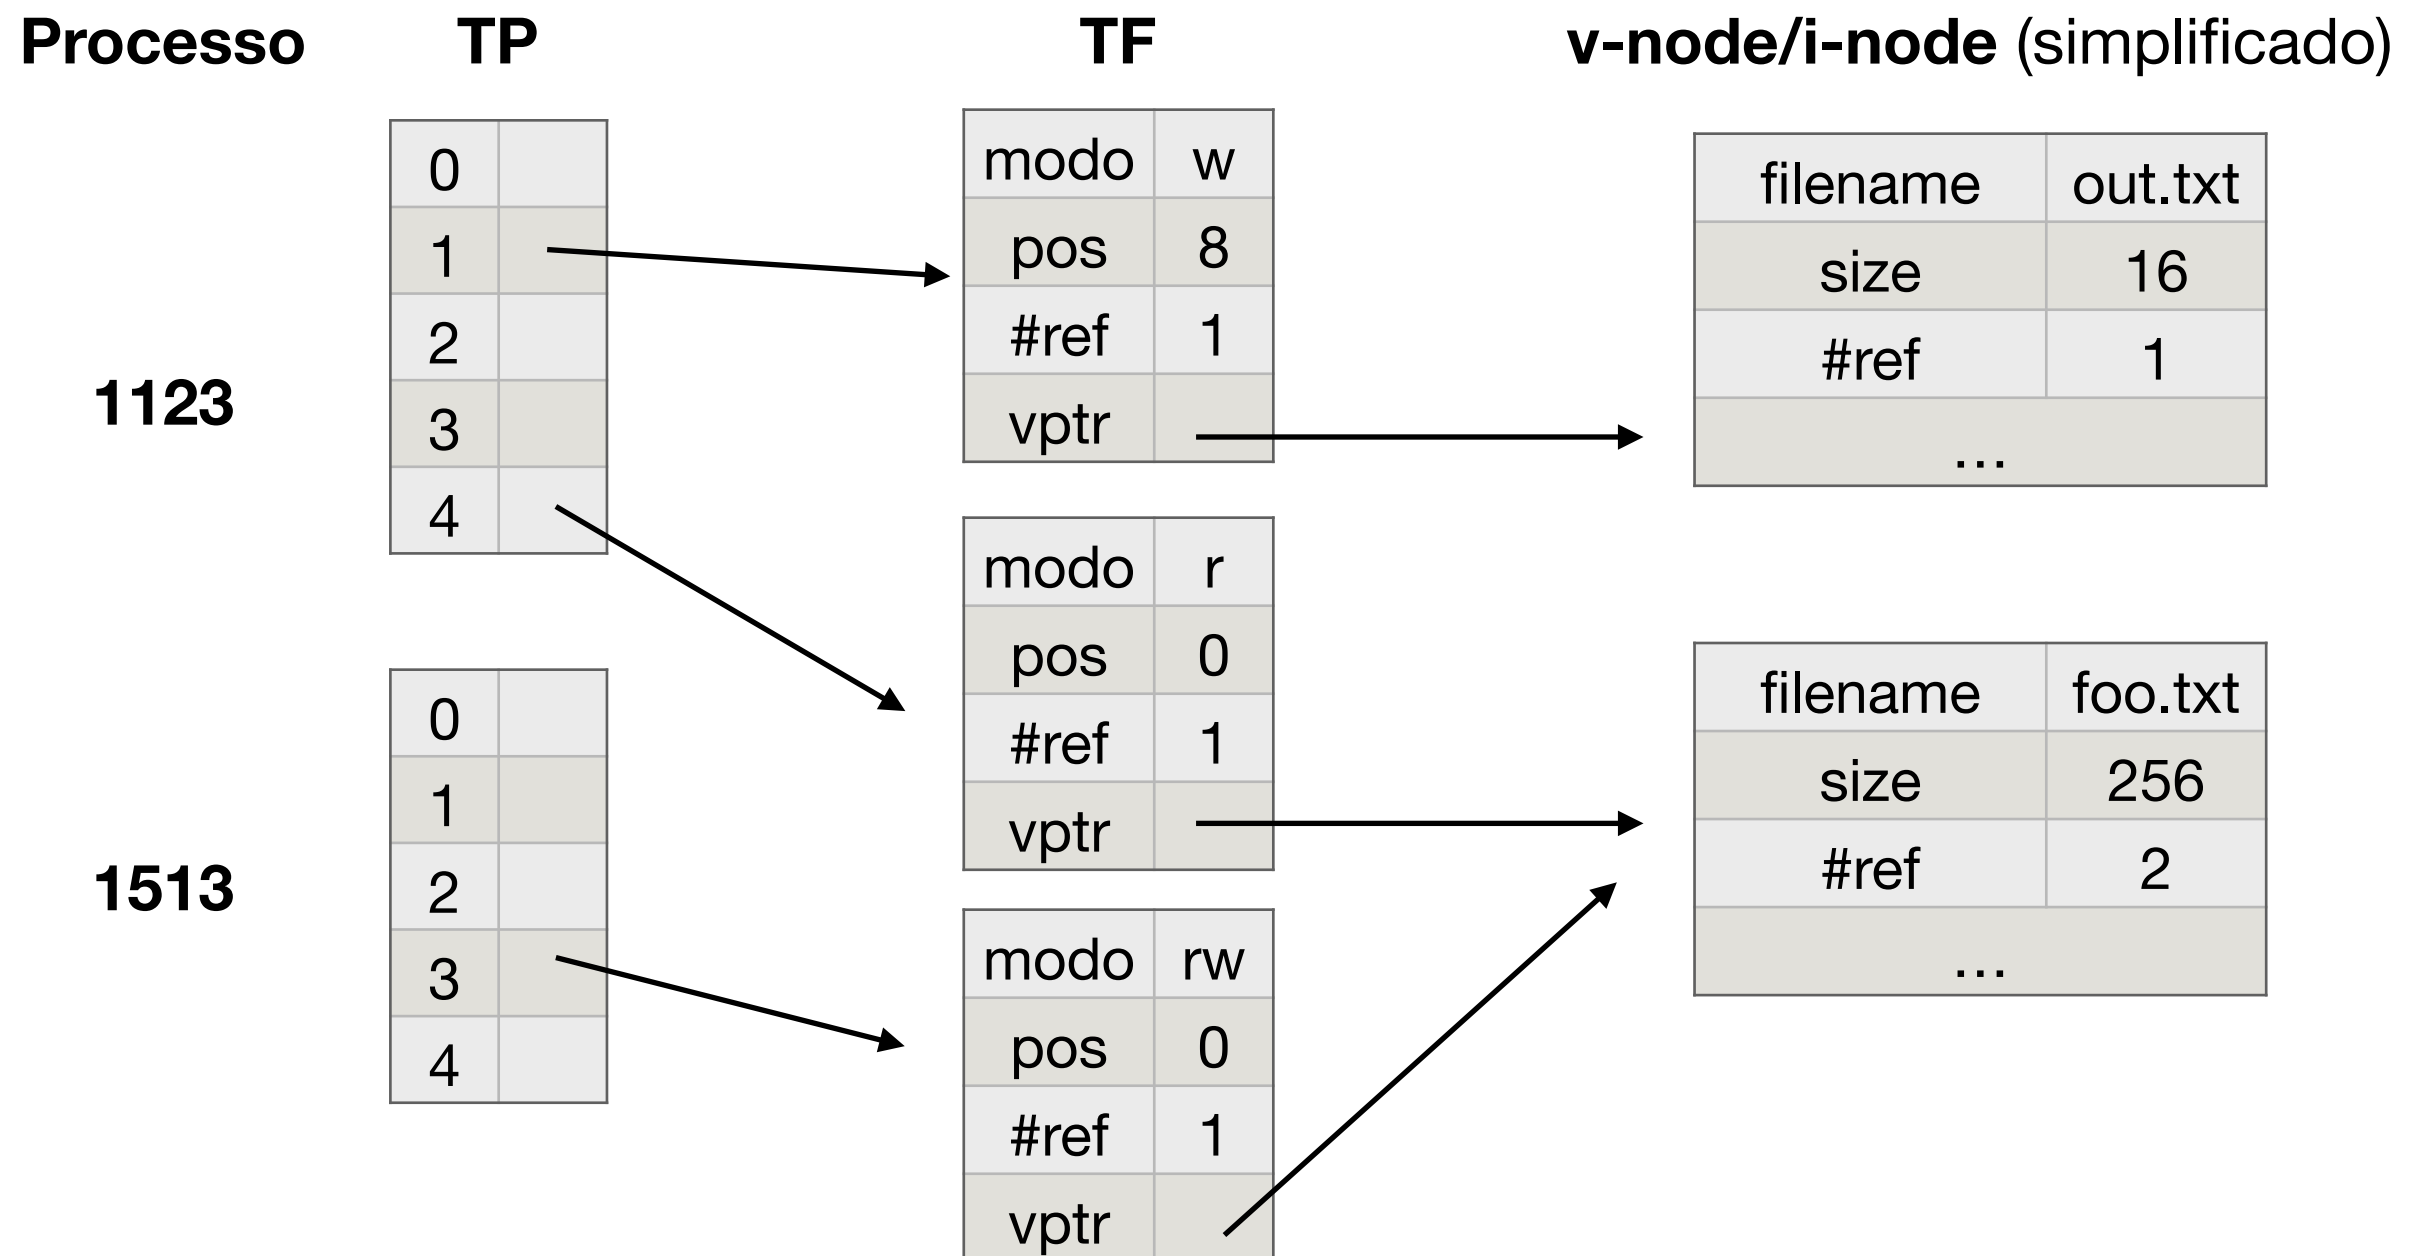 Processo TP TF v-node/i-node (simplificado)
1123
0
1
2
3
4
1513
0
1
2
3
4
modo w
pos 8
#ref 1
vptr
modo r
pos 0
#ref 1
vptr
modo rw
pos 0
#ref 1
vptr
filename out.txt
size 16
#ref 1
...
filename foo.txt
size 256
#ref 2
...